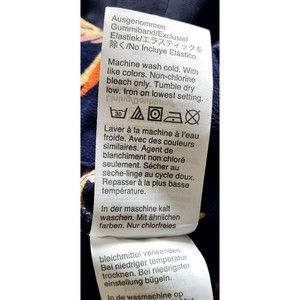 Ausgenommen
Gummiband/Exclusief
Elastiek/エラスティックを
除く/No Incluye Elástico
Machine wash cold. With
like colors. Non-chlorine
bleach only. Tumble dry
low. Iron on lowest setting.
Laver à la machine à l'eau
froide. Avec des couleurs
similaires. Agent de
blanchiment non chloré
seulement. Sécher au
sèche-linge au cycle doux.
Repasser à la plus basse
température.
In der maschine kalt
waschen. Mit ähnlichen
farben. Nur chlorfreies
bleichmittel verwenden.
Bei niedriger temperatur
trocknen. Bei niedrigster
einstellung bügeln.
In de wasmachine op